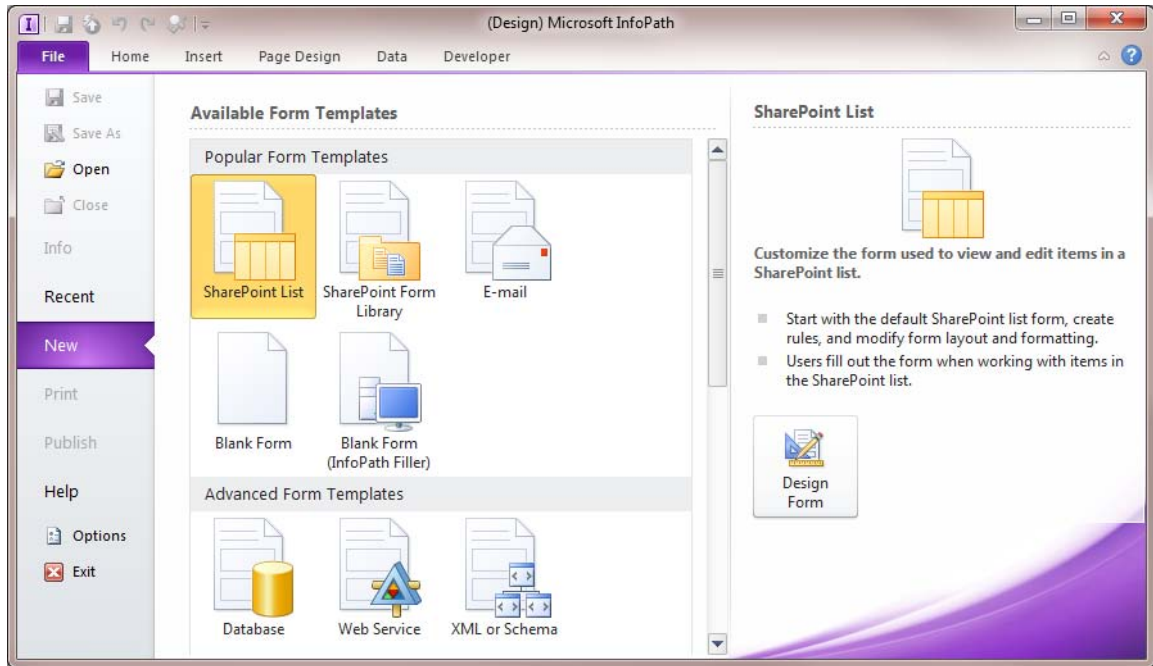 (Design) Microsoft InfoPath
File Home Insert Page Design Data Developer
Save
Save As
Open
Close
Info
Recent
New
Print
Publish
Help
Options
Exit
Available Form Templates
Popular Form Templates
SharePoint List
SharePoint Form
Library
E-mail
Blank Form
Blank Form
(InfoPath Filler)
Advanced Form Templates
Database
Web Service
XML or Schema
SharePoint List
Customize the form used to view and edit items in a
SharePoint list.
Start with the default SharePoint list form, create
rules, and modify form layout and formatting.
Users fill out the form when working with items in
the SharePoint list.
Design
Form